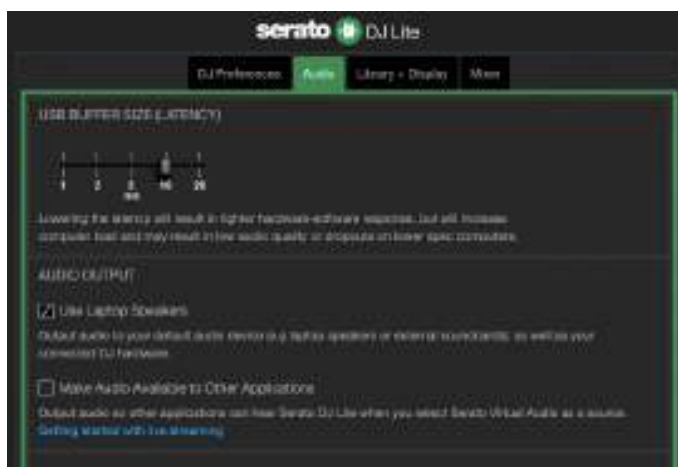 serato DJ Lite
DJ Preferences Audio Library + Display Mixer
USB BUFFER SIZE (LATENCY)
1 2 5 10 20
ms
Lowering the latency will result in tighter hardware-software response, but will increase
computer load and may result in low audio quality or dropouts on lower spec computers.
AUDIO OUTPUT
Use Laptop Speakers
Output audio to your default audio device (e.g. laptop speakers or external soundcards), as well as your
connected DJ hardware.
Make Audio Available to Other Applications
Output audio so other applications can hear Serato DJ Lite when you select Serato Virtual Audio as a source.
Getting started with live streaming